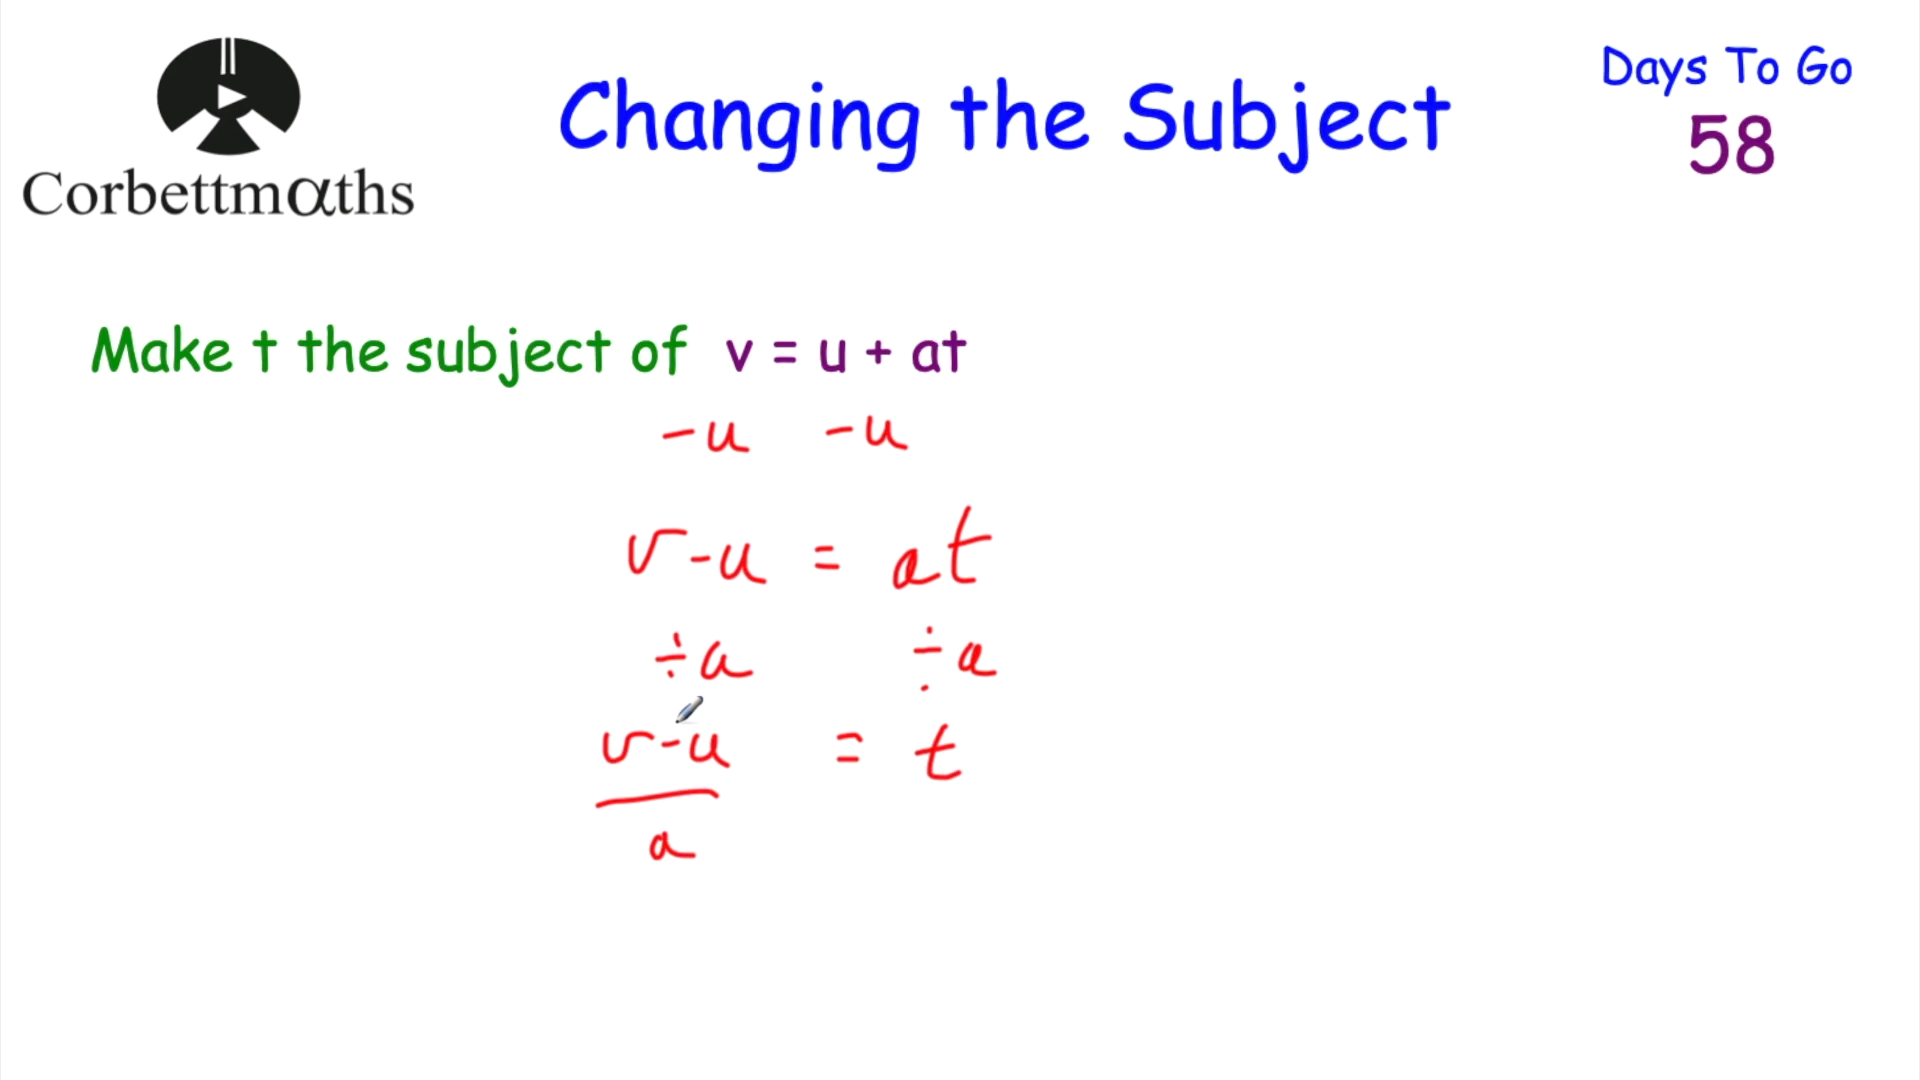 Corbettmαths
Changing the Subject
Days To Go
58
Make t the subject of v = u + at
-u -u
v-u = at
÷a ÷a
v-u = t
a